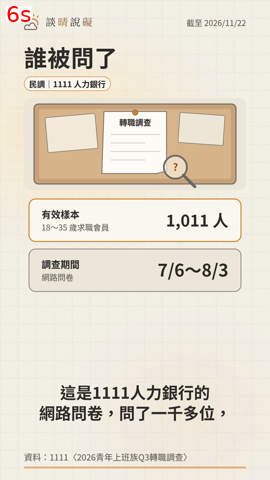 6s
談晴說礙
截至 2026/11/22
誰被問了
民調｜1111 人力銀行
轉職調查
?
有效樣本
18～35 歲求職會員
1,011 人
調查期間
網路問卷
7/6～8/3
這是1111人力銀行的
網路問卷，問了一千多位，
資料：1111〈2026青年上班族Q3轉職調查〉